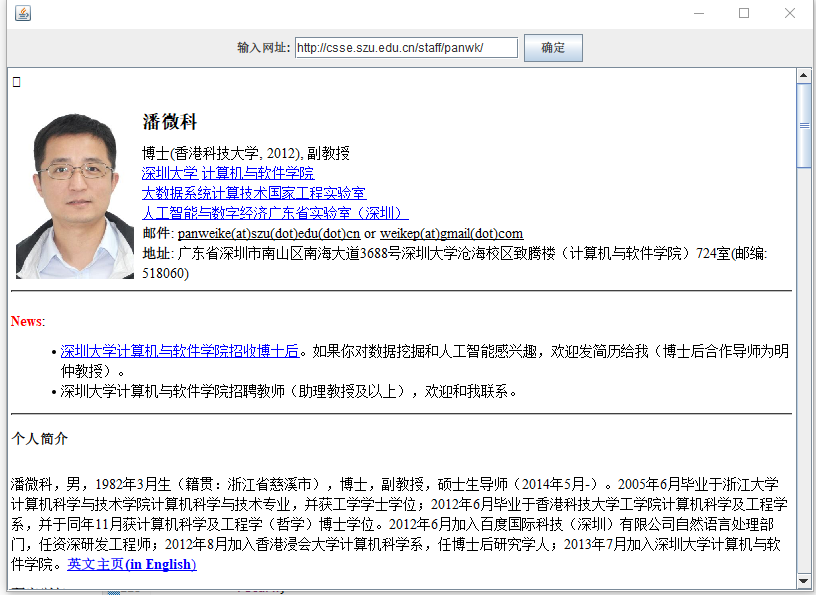 输入网址: http://csse.szu.edu.cn/staff/panwk/ 确定
潘微科
博士(香港科技大学, 2012), 副教授
深圳大学 计算机与软件学院
大数据系统计算技术国家工程实验室
人工智能与数字经济广东省实验室（深圳）
邮件: panweike(at)szu(dot)edu(dot)cn or weikep(at)gmail(dot)com
地址: 广东省深圳市南山区南海大道3688号深圳大学沧海校区致腾楼（计算机与软件学院）724室(邮编:
518060)
News:
• 深圳大学计算机与软件学院招收博士后。如果你对数据挖掘和人工智能感兴趣，欢迎发简历给我（博士后合作导师为明
仲教授）。
• 深圳大学计算机与软件学院招聘教师（助理教授及以上），欢迎和我联系。
个人简介
潘微科，男，1982年3月生（籍贯：浙江省慈溪市），博士，副教授，硕士生导师（2014年5月-）。2005年6月毕业于浙江大学
计算机科学与技术学院计算机科学与技术专业，并获工学学士学位；2012年6月毕业于香港科技大学工学院计算机科学及工程学
系，并于同年11月获计算机科学及工程学（哲学）博士学位。2012年6月加入百度国际科技（深圳）有限公司自然语言处理部
门，任资深研发工程师；2012年8月加入香港浸会大学计算机科学系，任博士后研究学人；2013年7月加入深圳大学计算机与软
件学院。英文主页(in English)